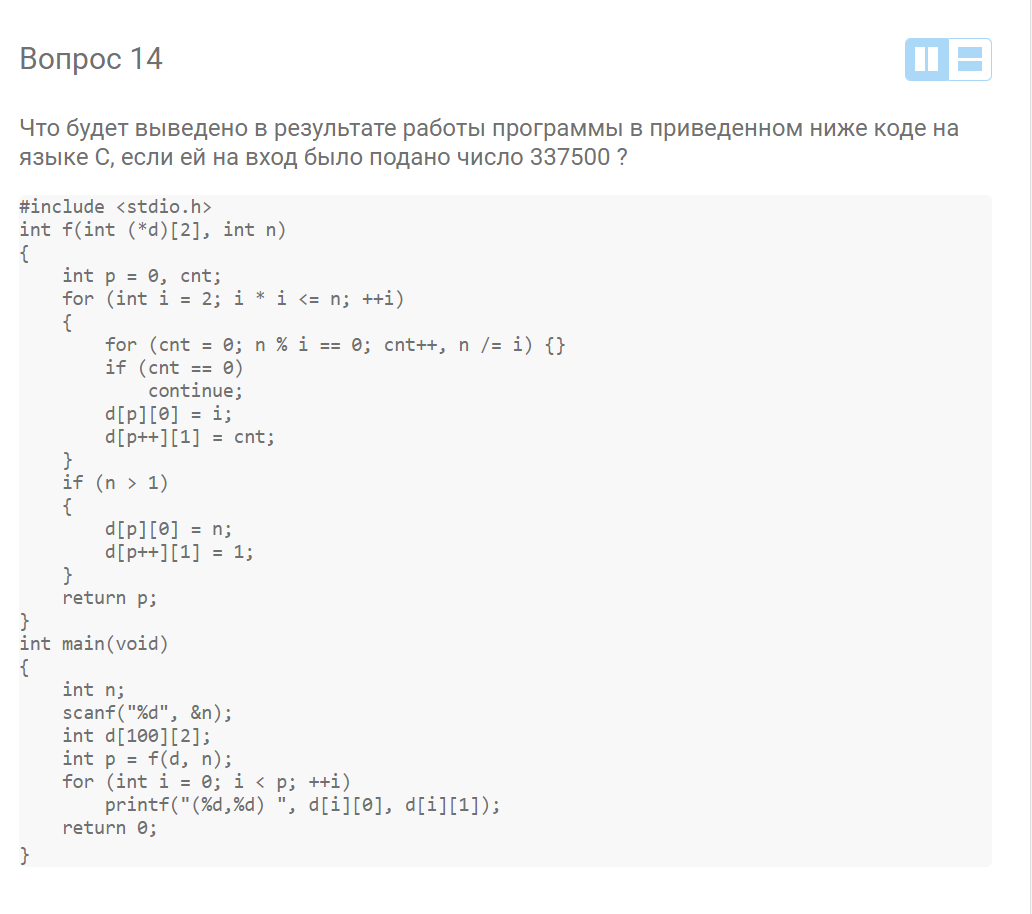 Вопрос 14
Что будет выведено в результате работы программы в приведенном ниже коде на
языке C, если ей на вход было подано число 337500 ?
#include <stdio.h>
int f(int (*d)[2], int n)
{
    int p = 0, cnt;
    for (int i = 2; i * i <= n; ++i)
    {
        for (cnt = 0; n % i == 0; cnt++, n /= i) {}
        if (cnt == 0)
            continue;
        d[p][0] = i;
        d[p++][1] = cnt;
    }
    if (n > 1)
    {
        d[p][0] = n;
        d[p++][1] = 1;
    }
    return p;
}
int main(void)
{
    int n;
    scanf("%d", &n);
    int d[100][2];
    int p = f(d, n);
    for (int i = 0; i < p; ++i)
        printf("(%d,%d) ", d[i][0], d[i][1]);
    return 0;
}